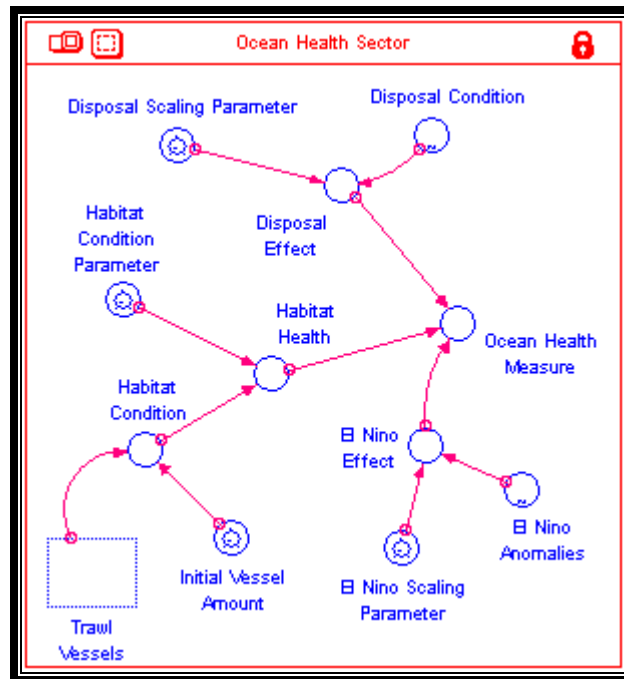 Ocean Health Sector
Disposal Scaling Parameter
Disposal Condition
Disposal
Effect
Habitat
Condition
Parameter
Habitat
Health
Ocean Health
Measure
Habitat
Condition
El Nino
Effect
El Nino
Anomalies
Initial Vessel
Amount
El Nino Scaling
Parameter
Trawl
Vessels